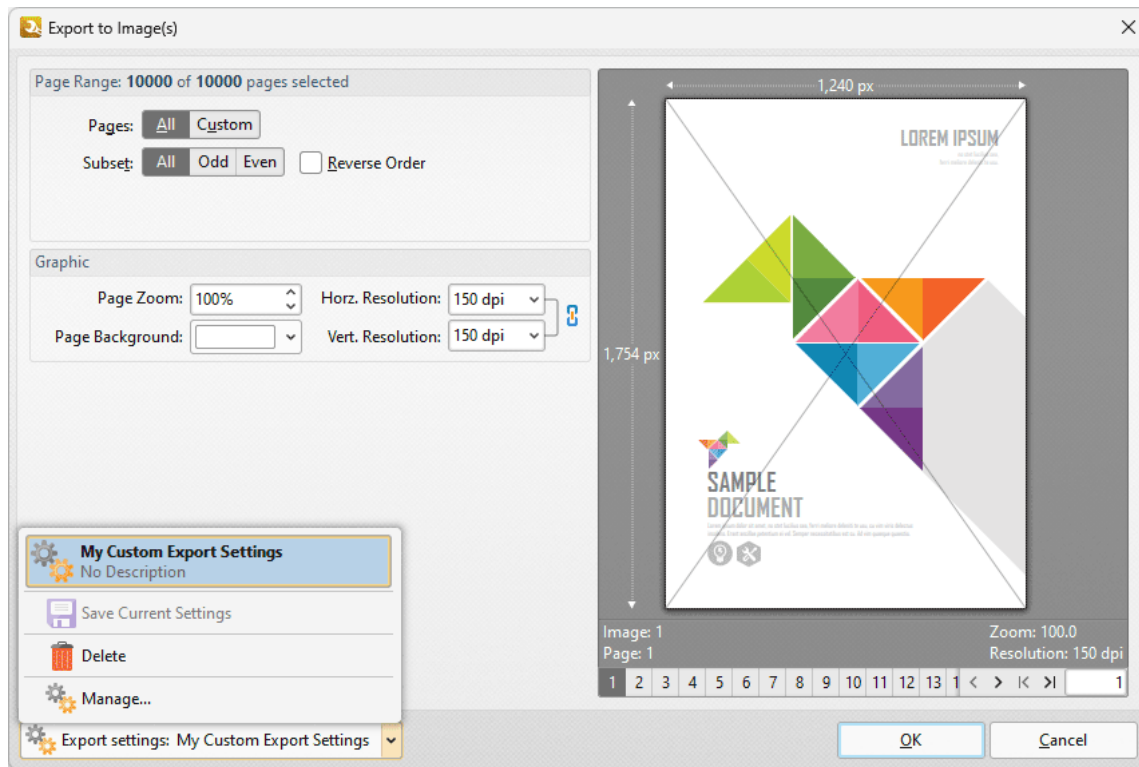 Export to Image(s)
Page Range: 10000 of 10000 pages selected
Pages: All Custom
Subset: All Odd Even Reverse Order
Graphic
Page Zoom: 100% Horz. Resolution: 150 dpi
Page Background: Vert. Resolution: 150 dpi
My Custom Export Settings
No Description
Save Current Settings
Delete
Manage...
Export settings: My Custom Export Settings
1,240 px
1,754 px
LOREM IPSUM
SAMPLE
DOCUMENT
Image: 1 Zoom: 100.0
Page: 1 Resolution: 150 dpi
1 2 3 4 5 6 7 8 9 10 11 12 13 1 1
OK Cancel